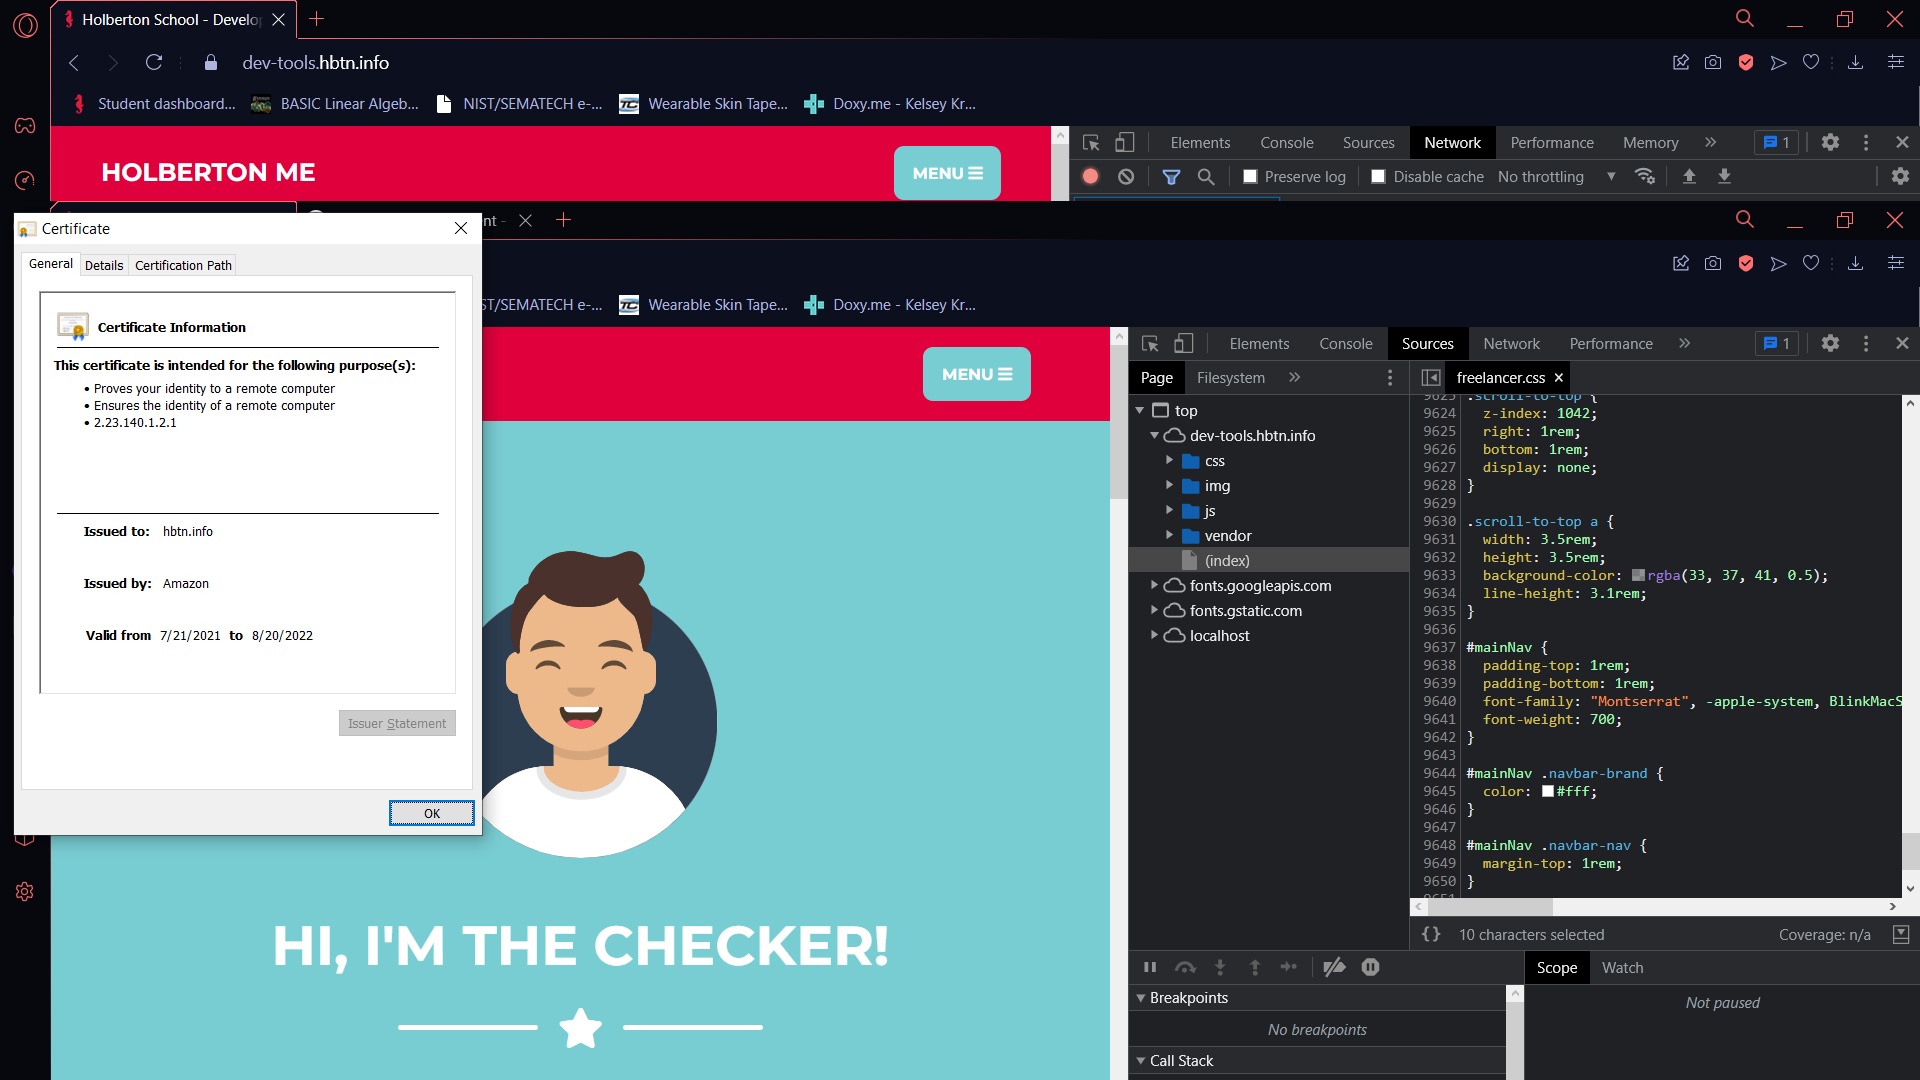 Holberton School - Develo
dev-tools.hbtn.info
Student dashboard...
BASIC Linear Algeb...
NIST/SEMATECH e-...
Wearable Skin Tape...
Doxy.me - Kelsey Kr...
HOLBERTON ME
MENU
Elements
Console
Sources
Network
Performance
Memory
1
Preserve log
Disable cache
No throttling
nt -
ST/SEMATECH e-...
Wearable Skin Tape...
Doxy.me - Kelsey Kr...
MENU
Certificate
General
Details
Certification Path
Certificate Information
This certificate is intended for the following purpose(s):
• Proves your identity to a remote computer
• Ensures the identity of a remote computer
• 2.23.140.1.2.1
Issued to: hbtn.info
Issued by: Amazon
Valid from 7/21/2021 to 8/20/2022
Issuer Statement
OK
HI, I'M THE CHECKER!
Elements
Console
Sources
Network
Performance
1
Page
Filesystem
freelancer.css
top
dev-tools.hbtn.info
css
img
js
vendor
(index)
fonts.googleapis.com
fonts.gstatic.com
localhost
9623 .scroll-to-top {
9624 z-index: 1042;
9625 right: 1rem;
9626 bottom: 1rem;
9627 display: none;
9628 }
9629
9630 .scroll-to-top a {
9631 width: 3.5rem;
9632 height: 3.5rem;
9633 background-color: rgba(33, 37, 41, 0.5);
9634 line-height: 3.1rem;
9635 }
9636
9637 #mainNav {
9638 padding-top: 1rem;
9639 padding-bottom: 1rem;
9640 font-family: "Montserrat", -apple-system, BlinkMacS
9641 font-weight: 700;
9642 }
9643
9644 #mainNav .navbar-brand {
9645 color: #fff;
9646 }
9647
9648 #mainNav .navbar-nav {
9649 margin-top: 1rem;
9650 }
9651
{} 10 characters selected
Coverage: n/a
Scope
Watch
Breakpoints
No breakpoints
Call Stack
Not paused